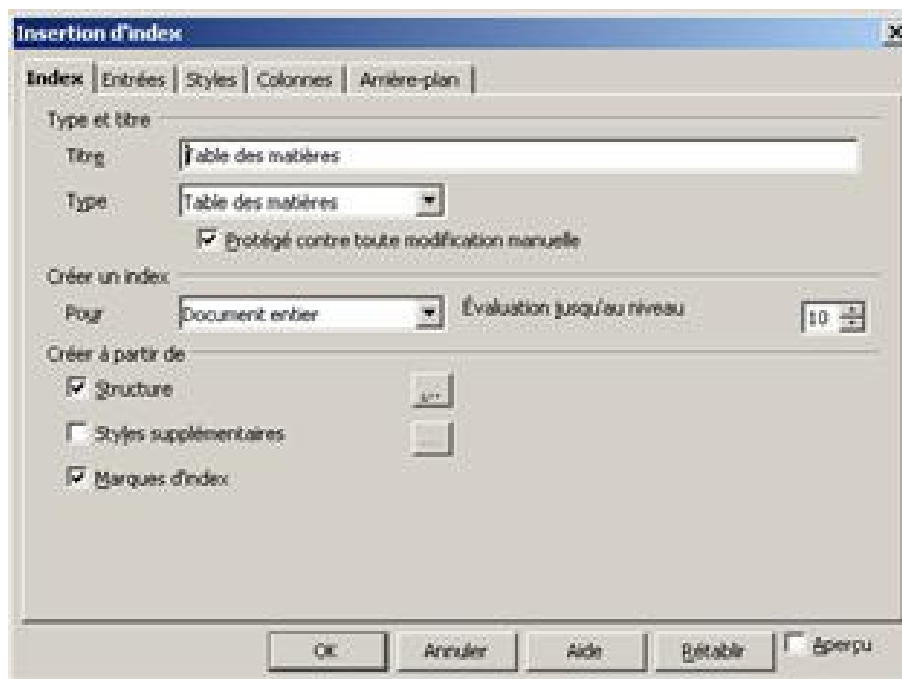 Insertion d'index
Index Entrées Styles Colonnes Arrière-plan
Type et titre
Titre Table des matières
Type Table des matières
Protégé contre toute modification manuelle
Créer un index
Pour Document entier Évaluation jusqu'au niveau 10
Créer à partir de
Structure ...
Styles supplémentaires ...
Marques d'index
OK Annuler Aide Rétablir Aperçu